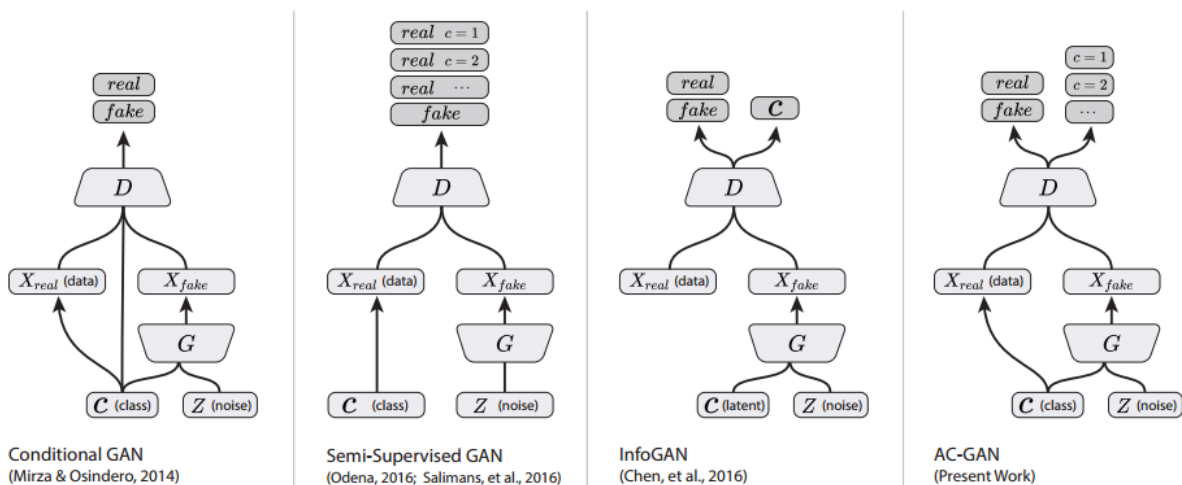 real
fake
D
X_real (data)
X_fake
G
C (class)
Z (noise)
Conditional GAN
(Mirza & Osindero, 2014)
real c = 1
real c = 2
real ...
fake
D
X_real (data)
X_fake
G
C (class)
Z (noise)
Semi-Supervised GAN
(Odena, 2016; Salimans, et al., 2016)
real
fake
C
D
X_real (data)
X_fake
G
C (latent)
Z (noise)
InfoGAN
(Chen, et al., 2016)
real
fake
c = 1
c = 2
...
D
X_real (data)
X_fake
G
C (class)
Z (noise)
AC-GAN
(Present Work)